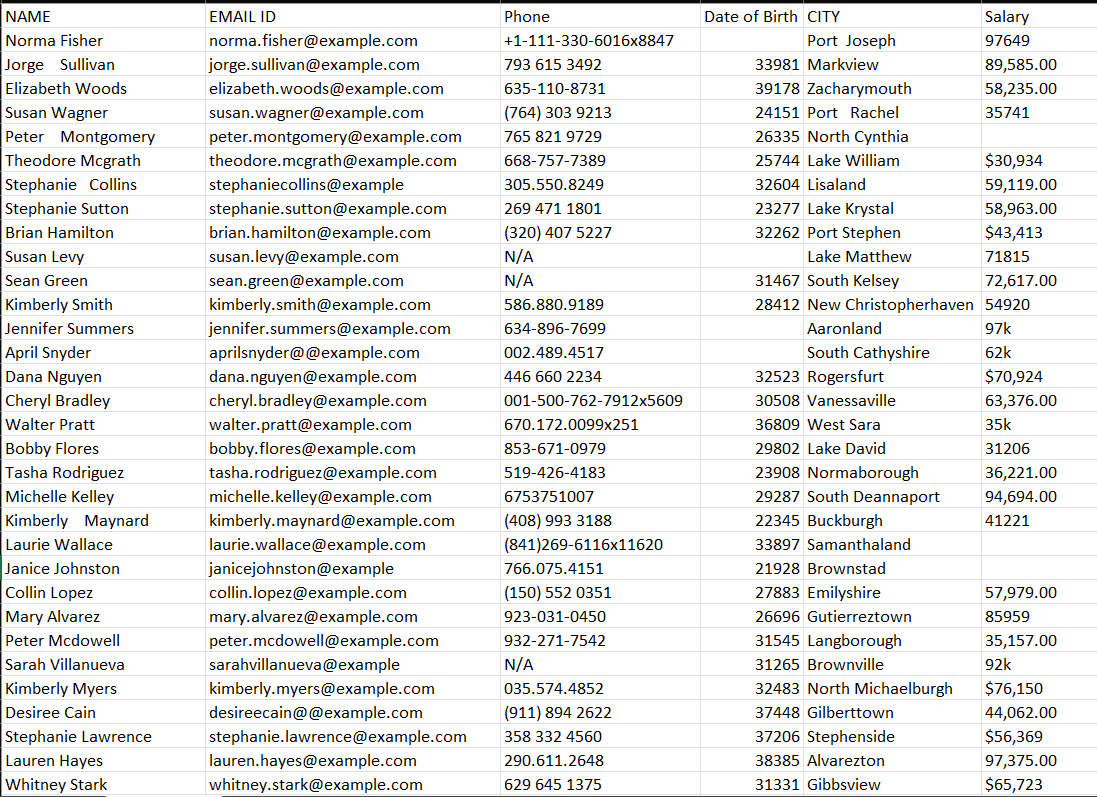 NAME EMAIL ID Phone Date of Birth CITY Salary
Norma Fisher norma.fisher@example.com +1-111-330-6016x8847 Port  Joseph 97649
Jorge   Sullivan jorge.sullivan@example.com 793 615 3492 33981 Markview 89,585.00
Elizabeth Woods elizabeth.woods@example.com 635-110-8731 39178 Zacharymouth 58,235.00
Susan Wagner susan.wagner@example.com (764) 303 9213 24151 Port   Rachel 35741
Peter   Montgomery peter.montgomery@example.com 765 821 9729 26335 North Cynthia
Theodore Mcgrath theodore.mcgrath@example.com 668-757-7389 25744 Lake William $30,934
Stephanie   Collins stephaniecollins@example 305.550.8249 32604 Lisaland 59,119.00
Stephanie Sutton stephanie.sutton@example.com 269 471 1801 23277 Lake Krystal 58,963.00
Brian Hamilton brian.hamilton@example.com (320) 407 5227 32262 Port Stephen $43,413
Susan Levy susan.levy@example.com N/A Lake Matthew 71815
Sean Green sean.green@example.com N/A 31467 South Kelsey 72,617.00
Kimberly Smith kimberly.smith@example.com 586.880.9189 28412 New Christopherhaven 54920
Jennifer Summers jennifer.summers@example.com 634-896-7699 Aaronland 97k
April Snyder aprilsnyder@@example.com 002.489.4517 South Cathyshire 62k
Dana Nguyen dana.nguyen@example.com 446 660 2234 32523 Rogersfurt $70,924
Cheryl Bradley cheryl.bradley@example.com 001-500-762-7912x5609 30508 Vanessaville 63,376.00
Walter Pratt walter.pratt@example.com 670.172.0099x251 36809 West Sara 35k
Bobby Flores bobby.flores@example.com 853-671-0979 29802 Lake David 31206
Tasha Rodriguez tasha.rodriguez@example.com 519-426-4183 23908 Normaborough 36,221.00
Michelle Kelley michelle.kelley@example.com 6753751007 29287 South Deannaport 94,694.00
Kimberly   Maynard kimberly.maynard@example.com (408) 993 3188 22345 Buckburgh 41221
Laurie Wallace laurie.wallace@example.com (841)269-6116x11620 33897 Samanthaland
Janice Johnston janicejohnston@example 766.075.4151 21928 Brownstad
Collin Lopez collin.lopez@example.com (150) 552 0351 27883 Emilyshire 57,979.00
Mary Alvarez mary.alvarez@example.com 923-031-0450 26696 Gutierreztown 85959
Peter Mcdowell peter.mcdowell@example.com 932-271-7542 31545 Langborough 35,157.00
Sarah Villanueva sarahvillanueva@example N/A 31265 Brownville 92k
Kimberly Myers kimberly.myers@example.com 035.574.4852 32483 North Michaelburgh $76,150
Desiree Cain desireecain@@example.com (911) 894 2622 37448 Gilberttown 44,062.00
Stephanie Lawrence stephanie.lawrence@example.com 358 332 4560 37206 Stephenside $56,369
Lauren Hayes lauren.hayes@example.com 290.611.2648 38385 Alvarezton 97,375.00
Whitney Stark whitney.stark@example.com 629 645 1375 31331 Gibbsview $65,723